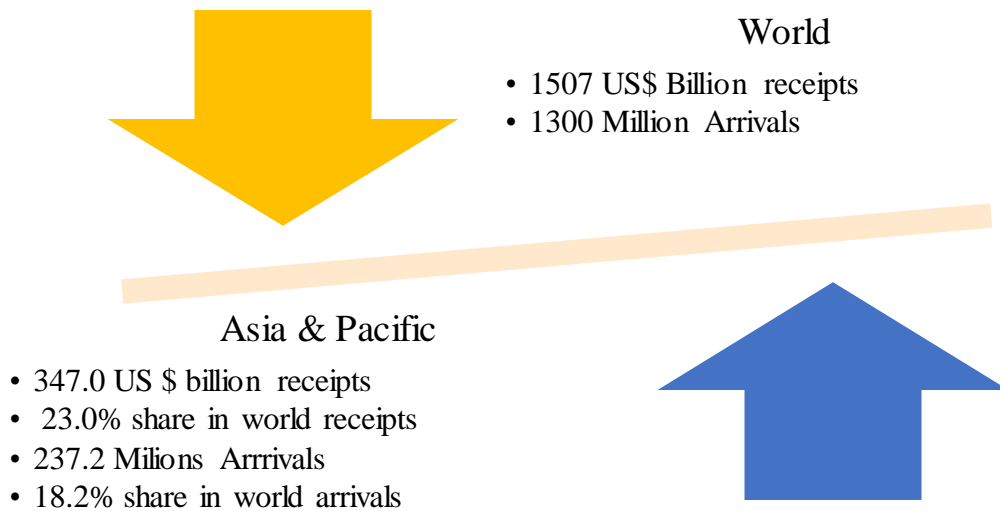 World
• 1507 US$ Billion receipts
• 1300 Million Arrivals
Asia & Pacific
• 347.0 US $ billion receipts
• 23.0% share in world receipts
• 237.2 Milions Arrrivals
• 18.2% share in world arrivals